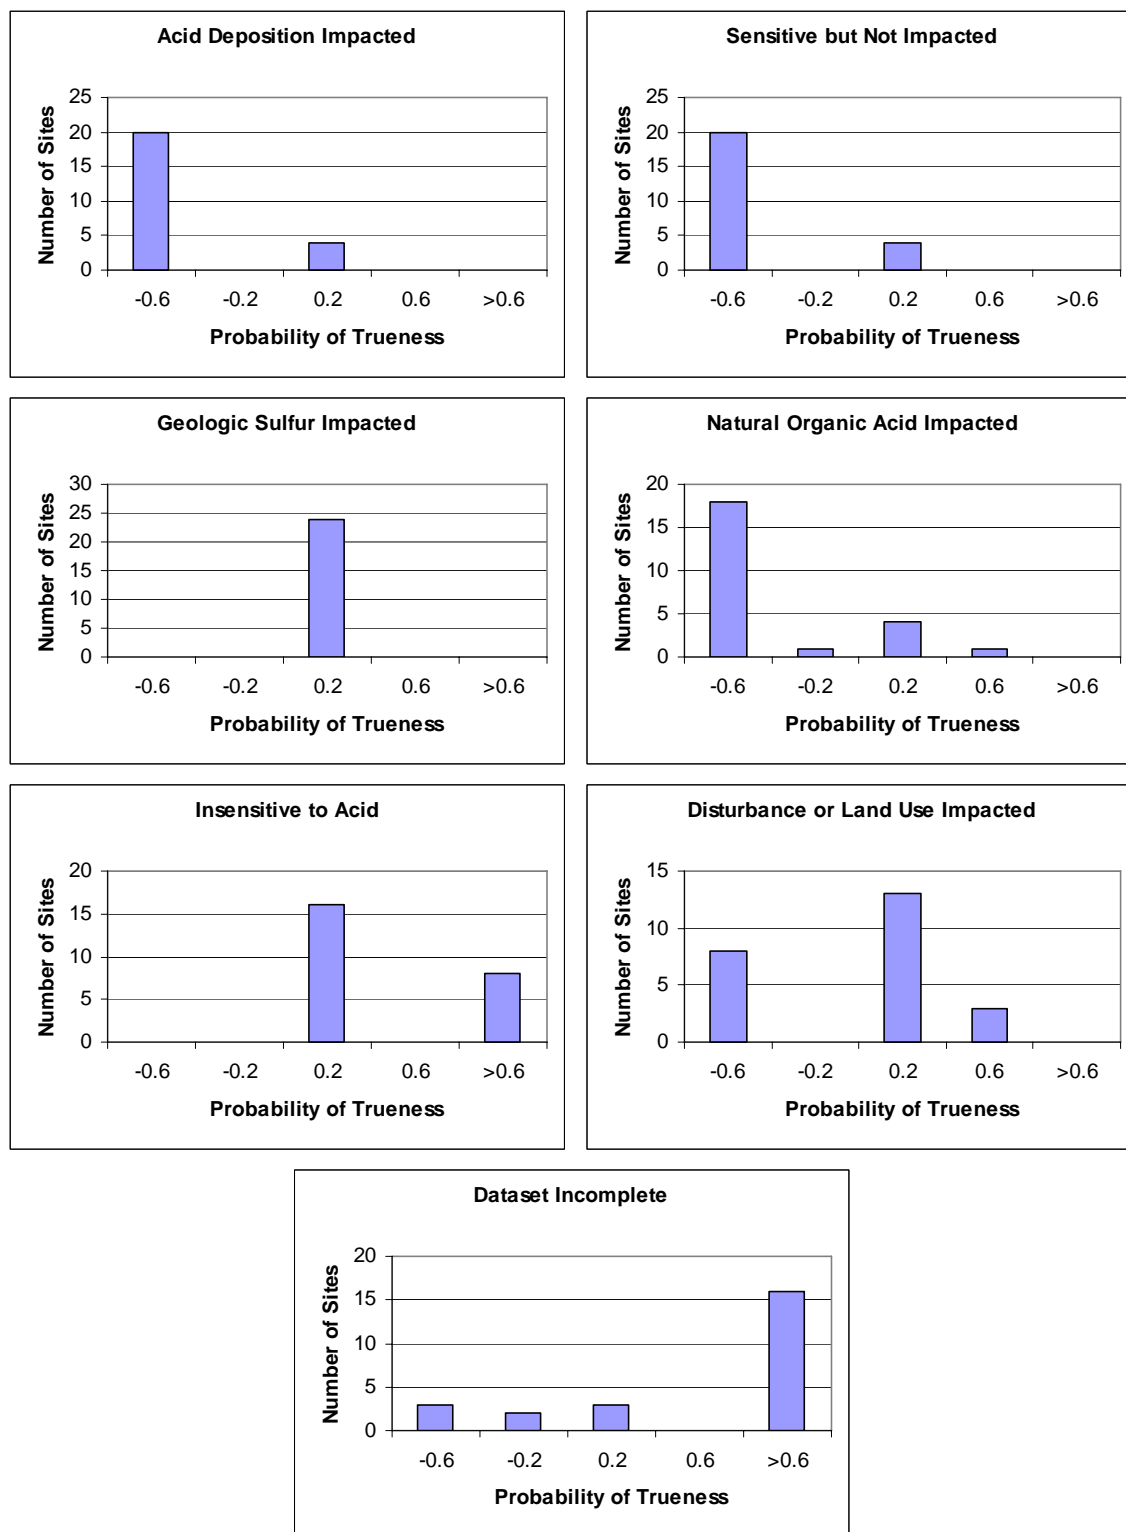 Acid Deposition Impacted
25
20
15
10
5
0
Number of Sites
-0.6 -0.2 0.2 0.6 >0.6
Probability of Trueness
Sensitive but Not Impacted
25
20
15
10
5
0
Number of Sites
-0.6 -0.2 0.2 0.6 >0.6
Probability of Trueness
Geologic Sulfur Impacted
30
25
20
15
10
5
0
Number of Sites
-0.6 -0.2 0.2 0.6 >0.6
Probability of Trueness
Natural Organic Acid Impacted
20
15
10
5
0
Number of Sites
-0.6 -0.2 0.2 0.6 >0.6
Probability of Trueness
Insensitive to Acid
20
15
10
5
0
Number of Sites
-0.6 -0.2 0.2 0.6 >0.6
Probability of Trueness
Disturbance or Land Use Impacted
15
10
5
0
Number of Sites
-0.6 -0.2 0.2 0.6 >0.6
Probability of Trueness
Dataset Incomplete
20
15
10
5
0
Number of Sites
-0.6 -0.2 0.2 0.6 >0.6
Probability of Trueness